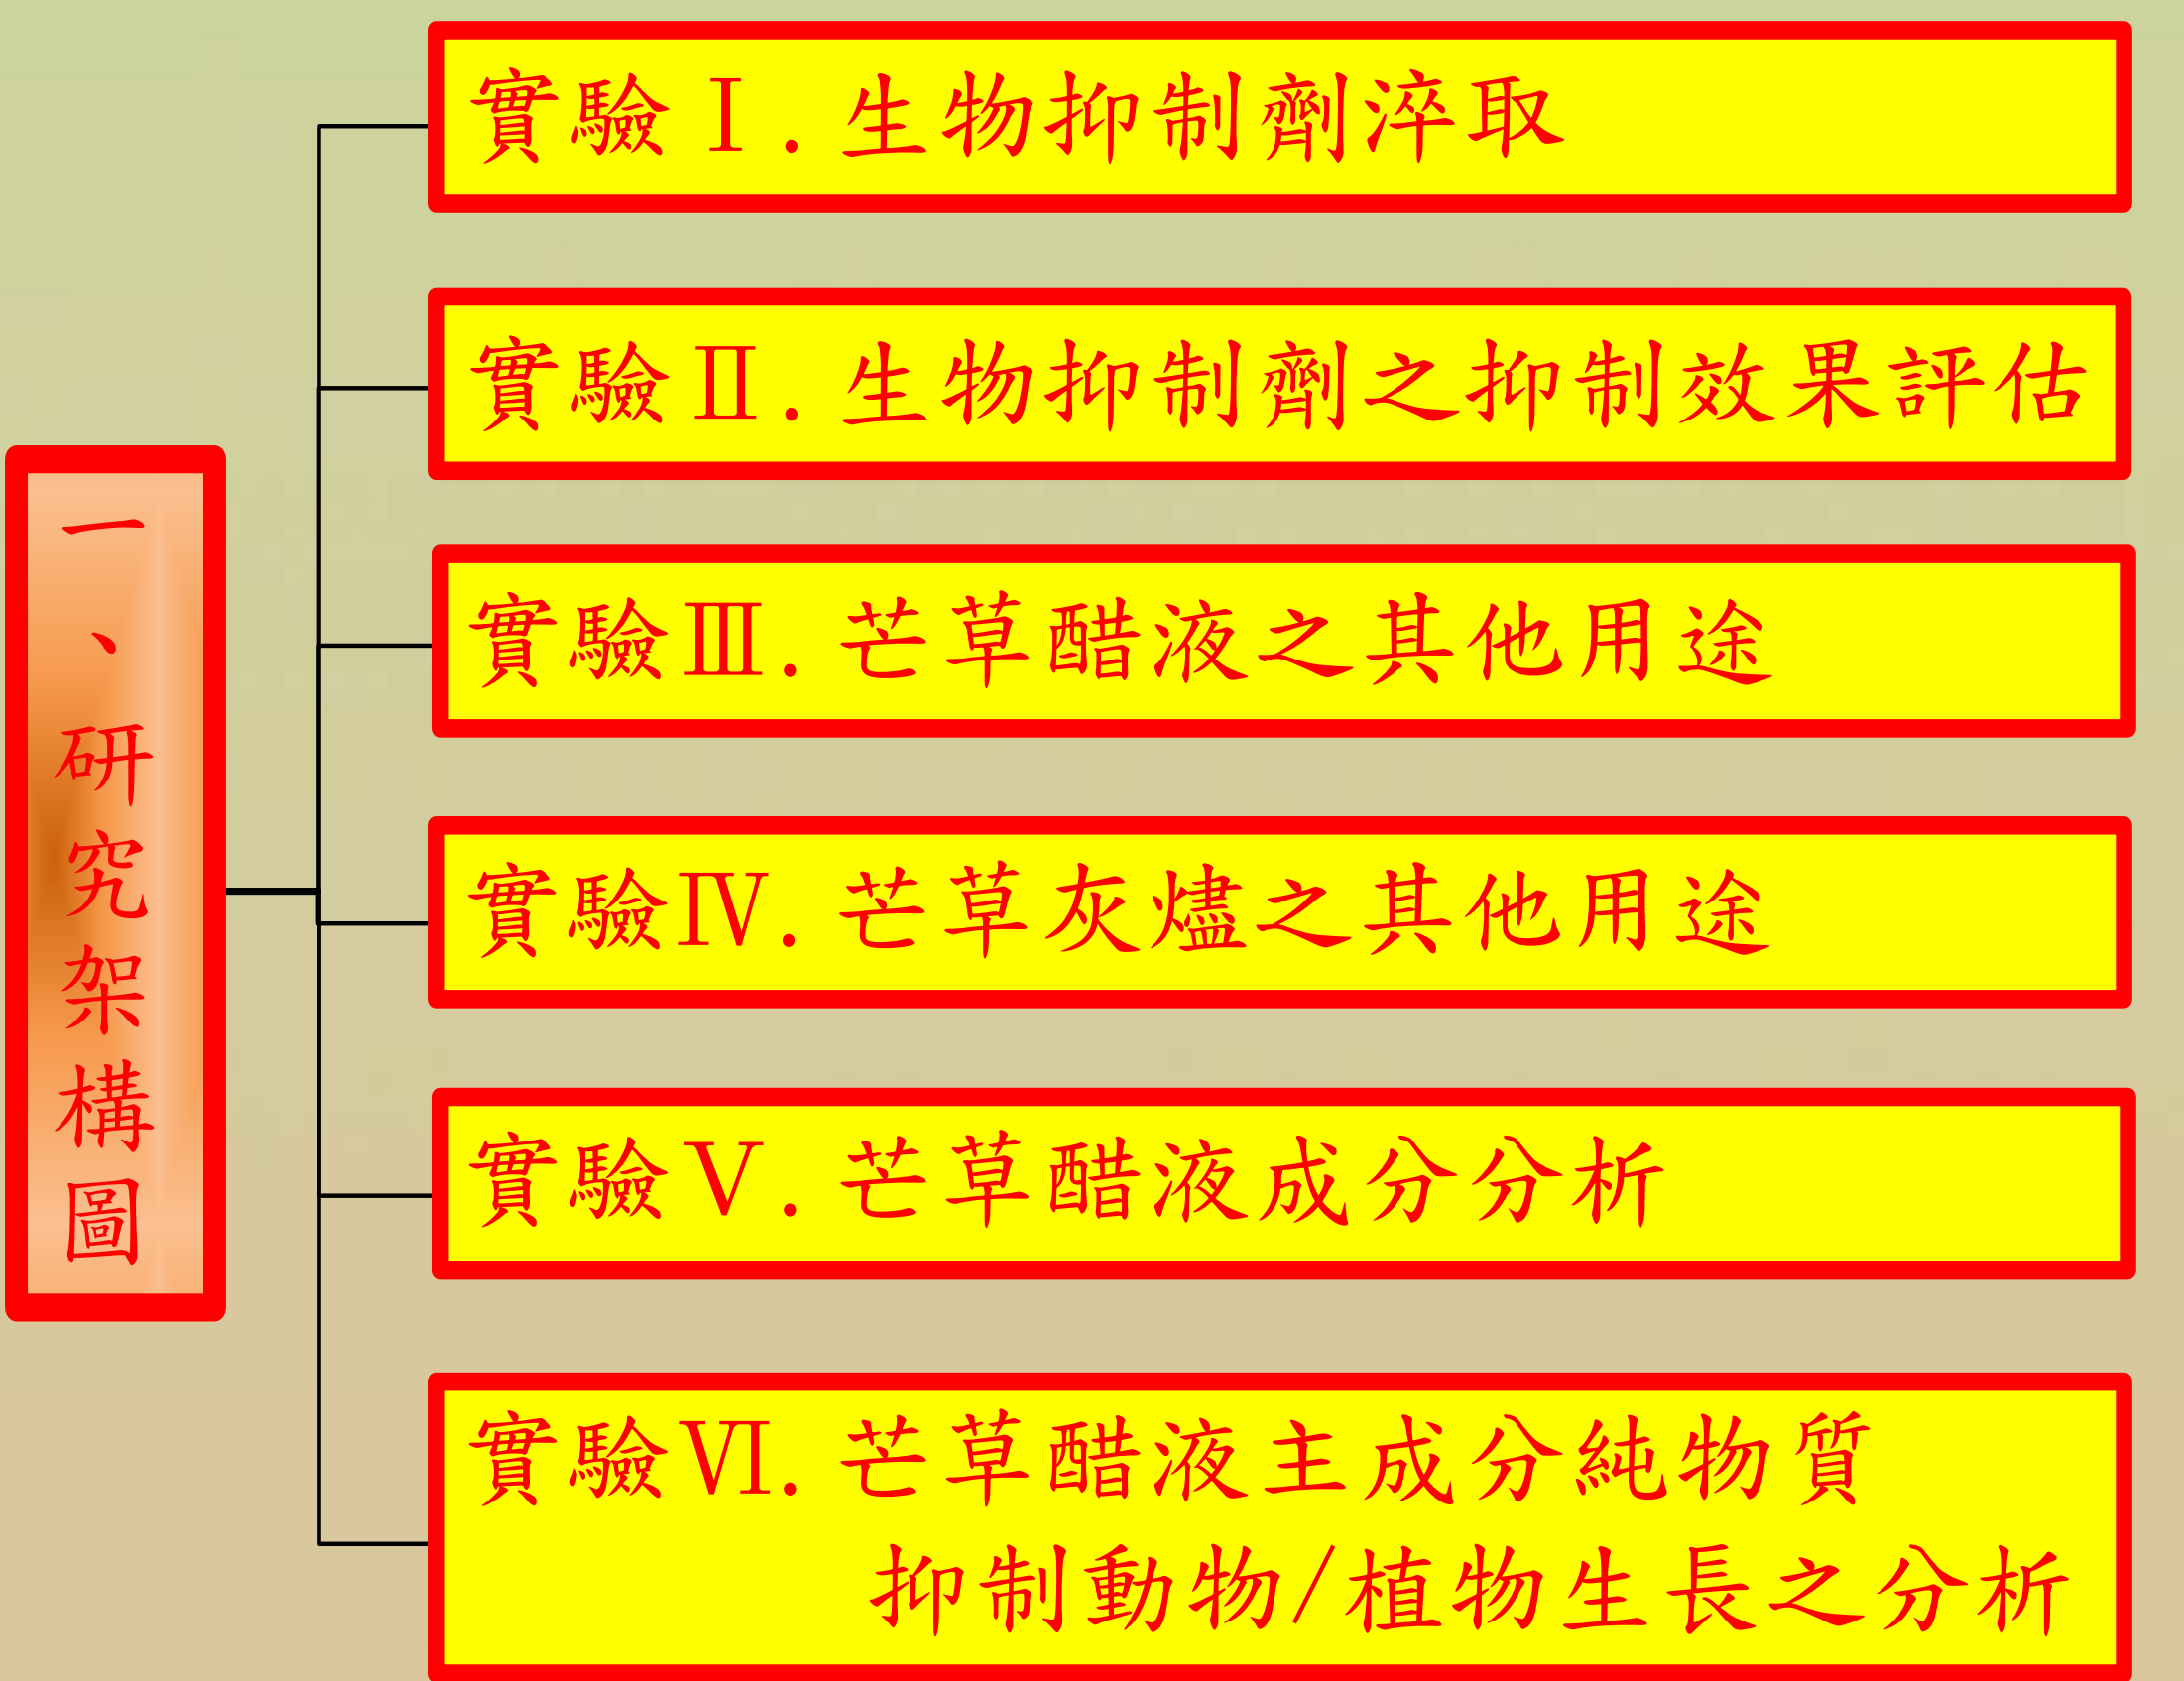 一、研究架構圖
實驗Ⅰ.生物抑制劑淬取
實驗Ⅱ.生物抑制劑之抑制效果評估
實驗Ⅲ.芒草醋液之其他用途
實驗Ⅳ.芒草灰燼之其他用途
實驗Ⅴ.芒草醋液成分分析
實驗Ⅵ.芒草醋液主成分純物質
抑制動物/植物生長之分析